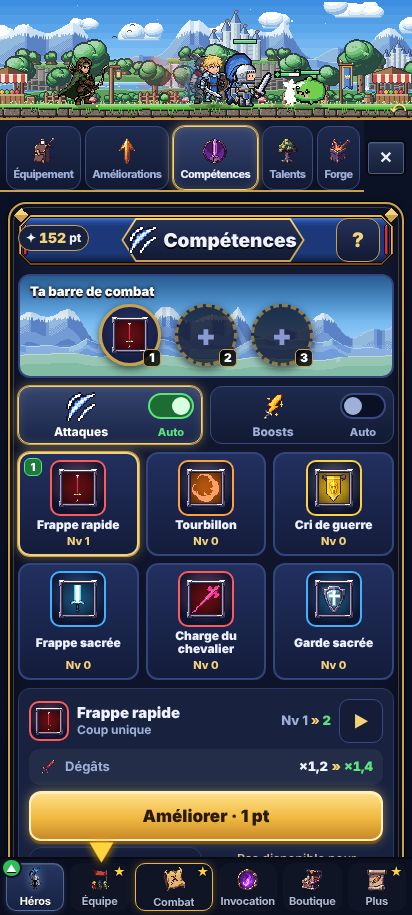 Équipement
Améliorations
Compétences
Talents
Forge
×
152 pt
Compétences
?
Ta barre de combat
1
2
3
Attaques
Auto
Boosts
Auto
1
Frappe rapide
Nv 1
Tourbillon
Nv 0
Cri de guerre
Nv 0
Frappe sacrée
Nv 0
Charge du
chevalier
Nv 0
Garde sacrée
Nv 0
Frappe rapide
Coup unique
Nv 1 » 2
Dégâts
×1,2 » ×1,4
Améliorer · 1 pt
Pas disponible pour
Héros
Équipe
Combat
Invocation
Boutique
Plus